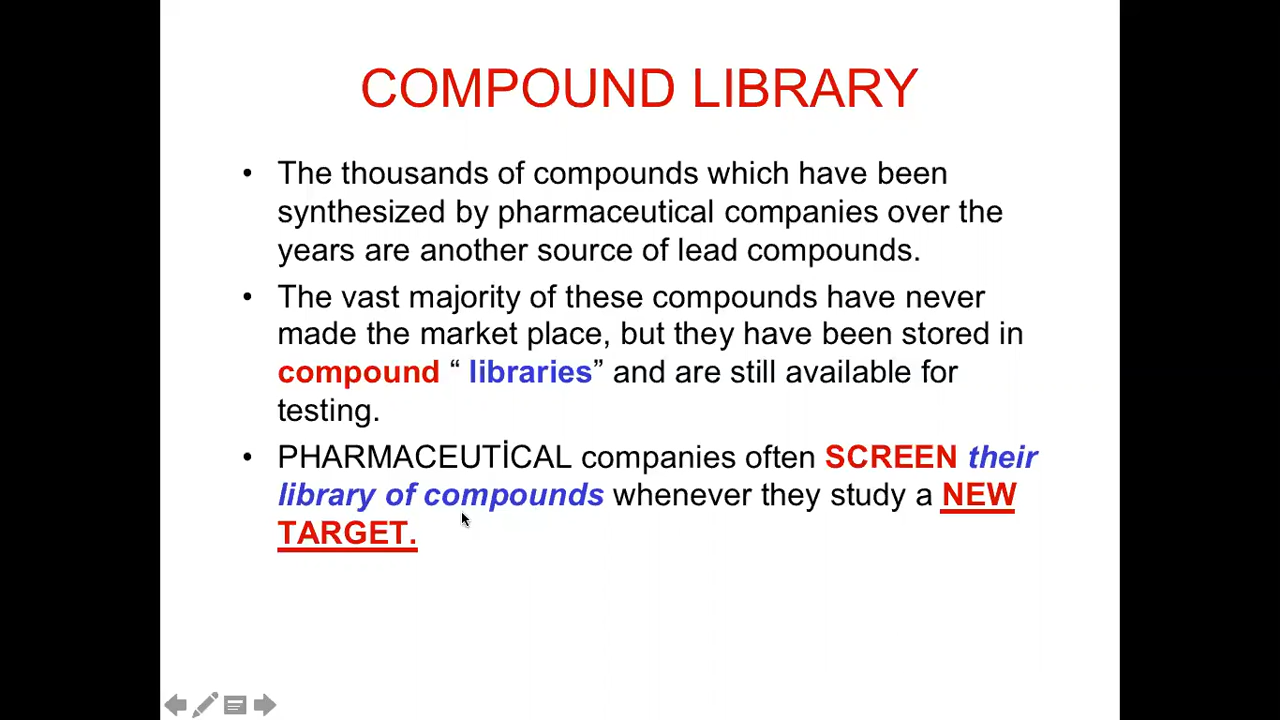 COMPOUND LIBRARY
• The thousands of compounds which have been
synthesized by pharmaceutical companies over the
years are another source of lead compounds.
• The vast majority of these compounds have never
made the market place, but they have been stored in
compound “ libraries” and are still available for
testing.
• PHARMACEUTİCAL companies often SCREEN their
library of compounds whenever they study a NEW
TARGET.